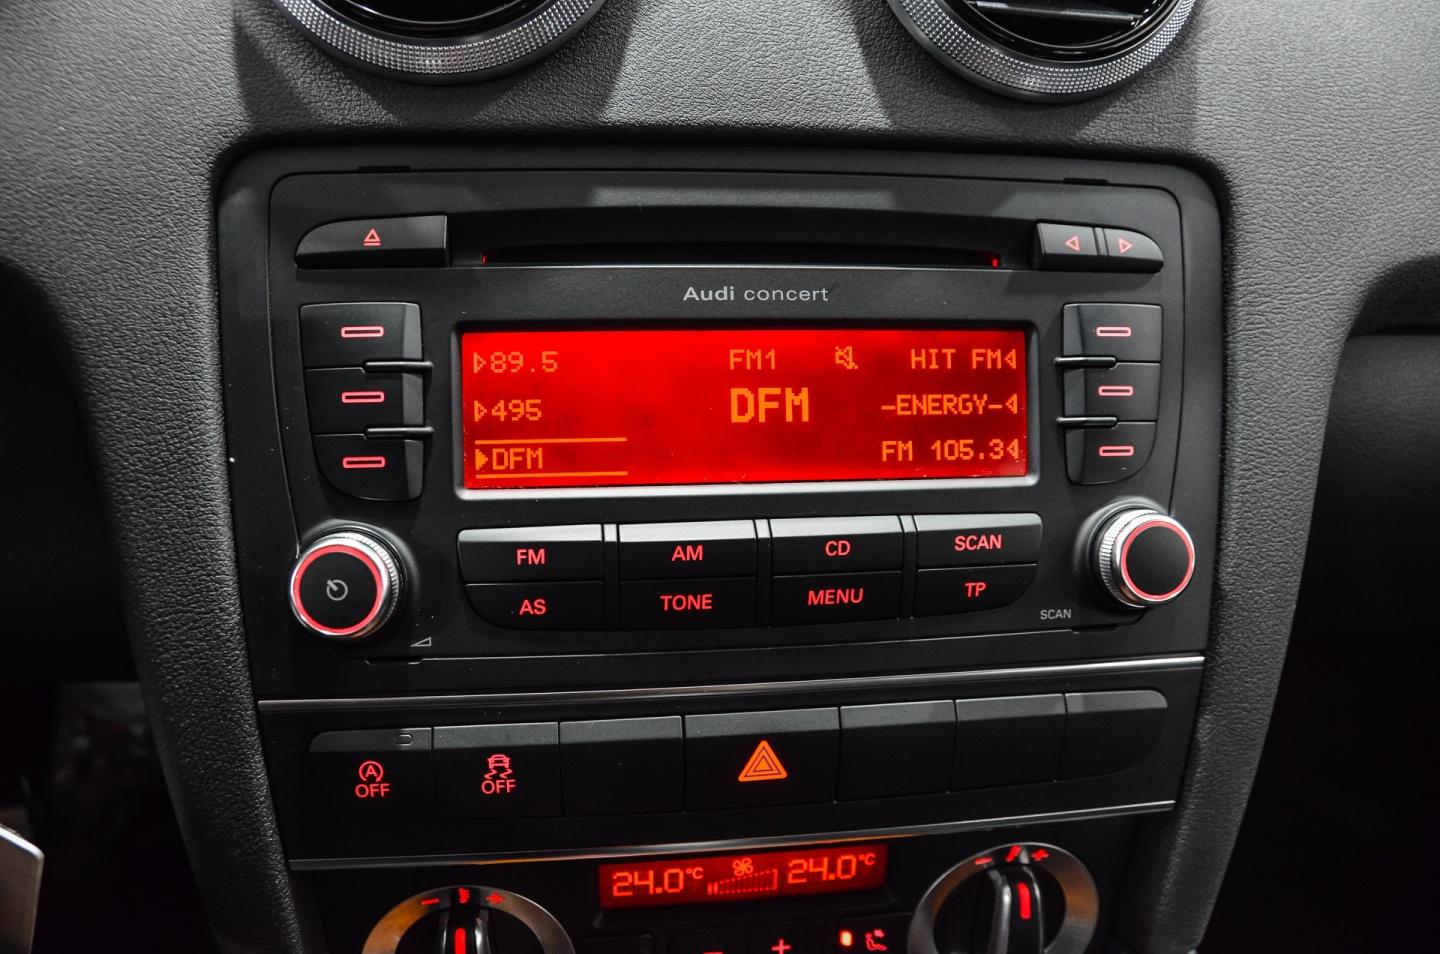 Audi concert
89.5 FM1 HIT FM
495 DFM -ENERGY-
DFM FM 105.3
FM AM CD SCAN
AS TONE MENU TP
SCAN
A OFF OFF
24.0°C 24.0°C